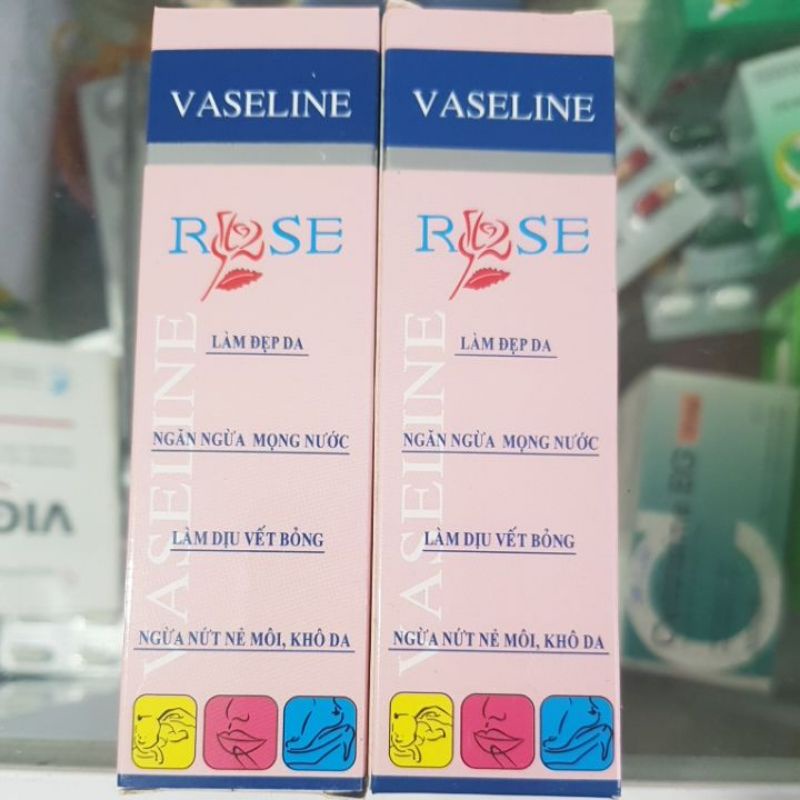 VASELINE
ROSE
LÀM ĐẸP DA
NGĂN NGỪA MỌNG NƯỚC
LÀM DỊU VẾT BỎNG
NGỪA NỨT NẺ MÔI, KHÔ DA
VASELINE
VASELINE
ROSE
LÀM ĐẸP DA
NGĂN NGỪA MỌNG NƯỚC
LÀM DỊU VẾT BỎNG
NGỪA NỨT NẺ MÔI, KHÔ DA
VASELINE
EG